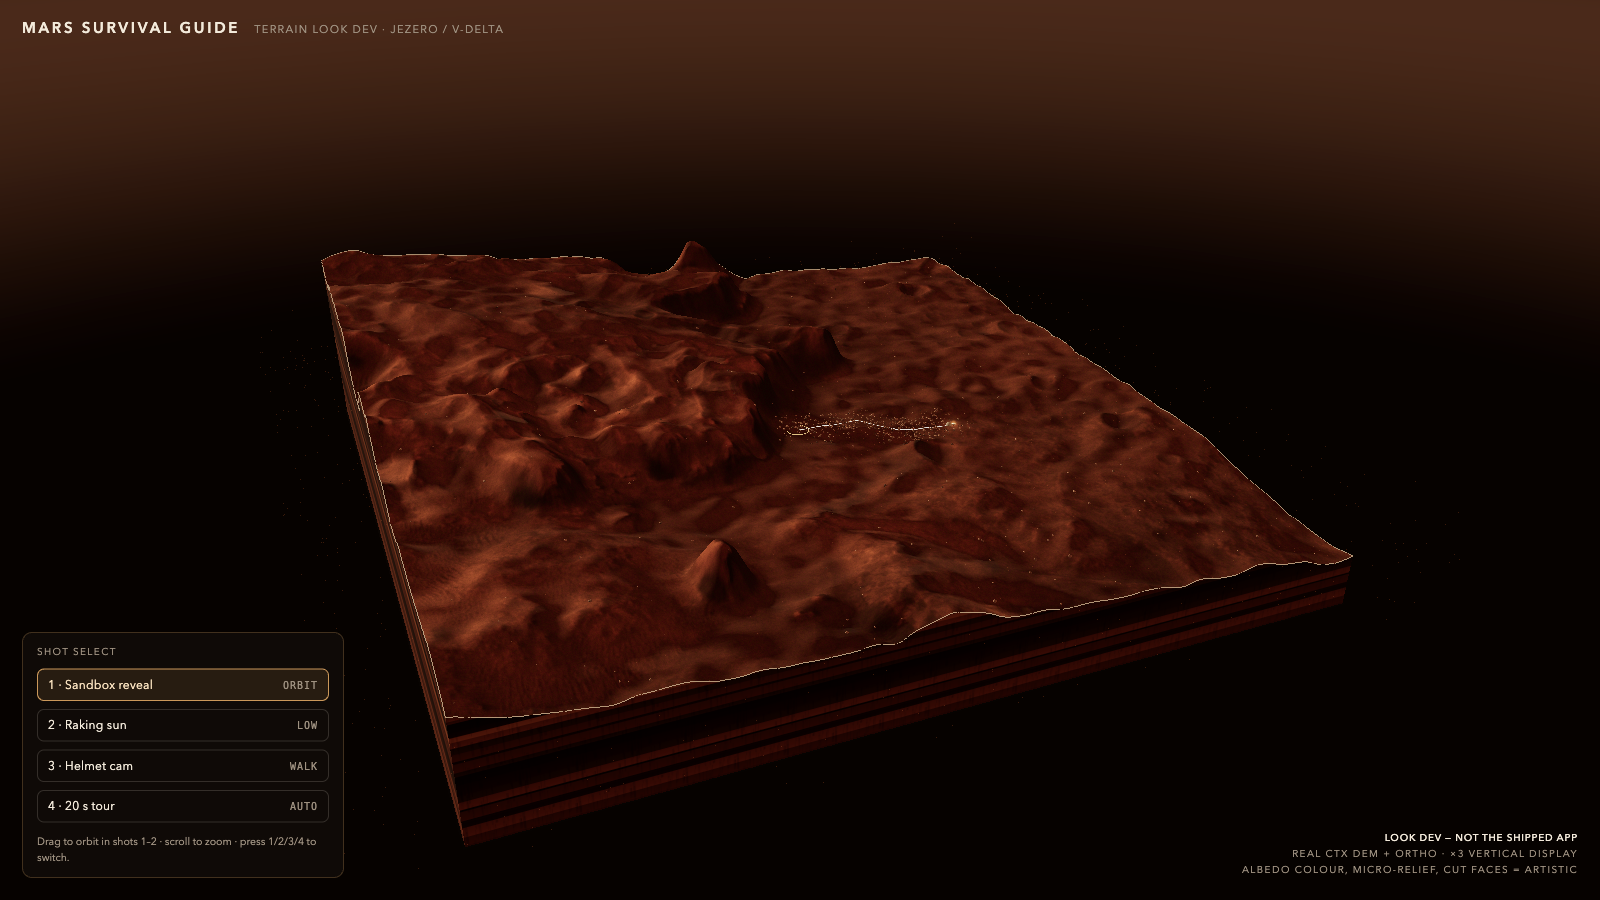 MARS SURVIVAL GUIDE TERRAIN LOOK DEV · JEZERO / V-DELTA
SHOT SELECT
1 · Sandbox reveal ORBIT
2 · Raking sun LOW
3 · Helmet cam WALK
4 · 20 s tour AUTO
Drag to orbit in shots 1–2 · scroll to zoom · press 1/2/3/4 to
switch.
LOOK DEV — NOT THE SHIPPED APP
REAL CTX DEM + ORTHO · ×3 VERTICAL DISPLAY
ALBEDO COLOUR, MICRO-RELIEF, CUT FACES = ARTISTIC